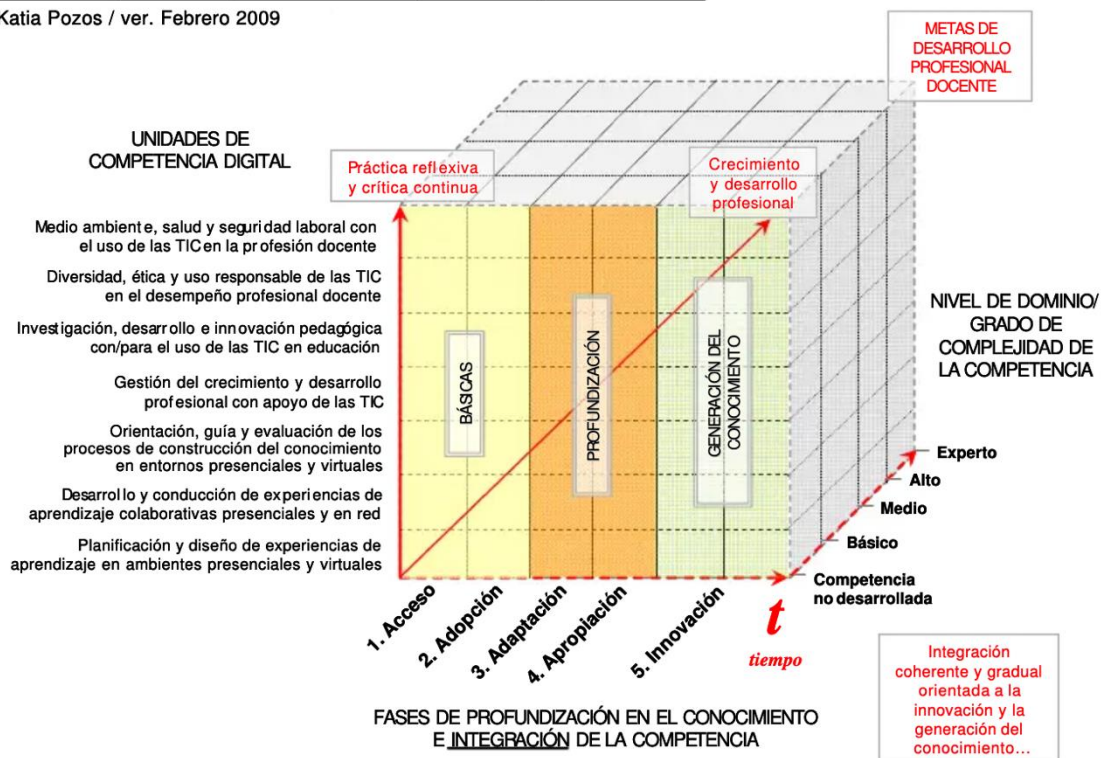 Katia Pozos / ver. Febrero 2009
METAS DE
DESARROLLO
PROFESIONAL
DOCENTE
UNIDADES DE
COMPETENCIA DIGITAL
Práctica reflexiva
y crítica continua
Crecimiento
y desarrollo
profesional
Medio ambiente, salud y seguridad laboral con
el uso de las TIC en la profesión docente
Diversidad, ética y uso responsable de las TIC
en el desempeño profesional docente
Investigación, desarrollo e innovación pedagógica
con/para el uso de las TIC en educación
Gestión del crecimiento y desarrollo
profesional con apoyo de las TIC
Orientación, guía y evaluación de los
procesos de construcción del conocimiento
en entornos presenciales y virtuales
Desarrollo y conducción de experiencias de
aprendizaje colaborativas presenciales y en red
Planificación y diseño de experiencias de
aprendizaje en ambientes presenciales y virtuales
BÁSICAS
PROFUNDIZACIÓN
GENERACIÓN DEL
CONOCIMIENTO
NIVEL DE DOMINIO/
GRADO DE
COMPLEJIDAD DE
LA COMPETENCIA
Experto
Alto
Medio
Básico
Competencia
no desarrollada
1. Acceso
2. Adopción
3. Adaptación
4. Apropiación
5. Innovación
t
tiempo
FASES DE PROFUNDIZACIÓN EN EL CONOCIMIENTO
E INTEGRACIÓN DE LA COMPETENCIA
Integración
coherente y gradual
orientada a la
innovación y la
generación del
conocimiento...